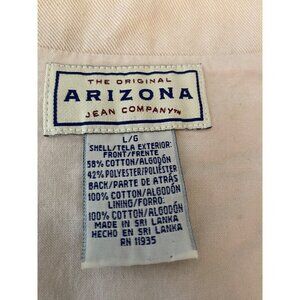 THE ORIGINAL
ARIZONA
JEAN COMPANY™
L/G
SHELL/TELA EXTERIOR:
FRONT/FRENTE
58% COTTON/ALGODÓN
42% POLYESTER/POLIÉSTER
BACK/PARTE DE ATRÁS
100% COTTON/ALGODÓN
LINING/FORRO:
100% COTTON/ALGODÓN
MADE IN SRI LANKA
HECHO EN SRI LANKA
RN 11935